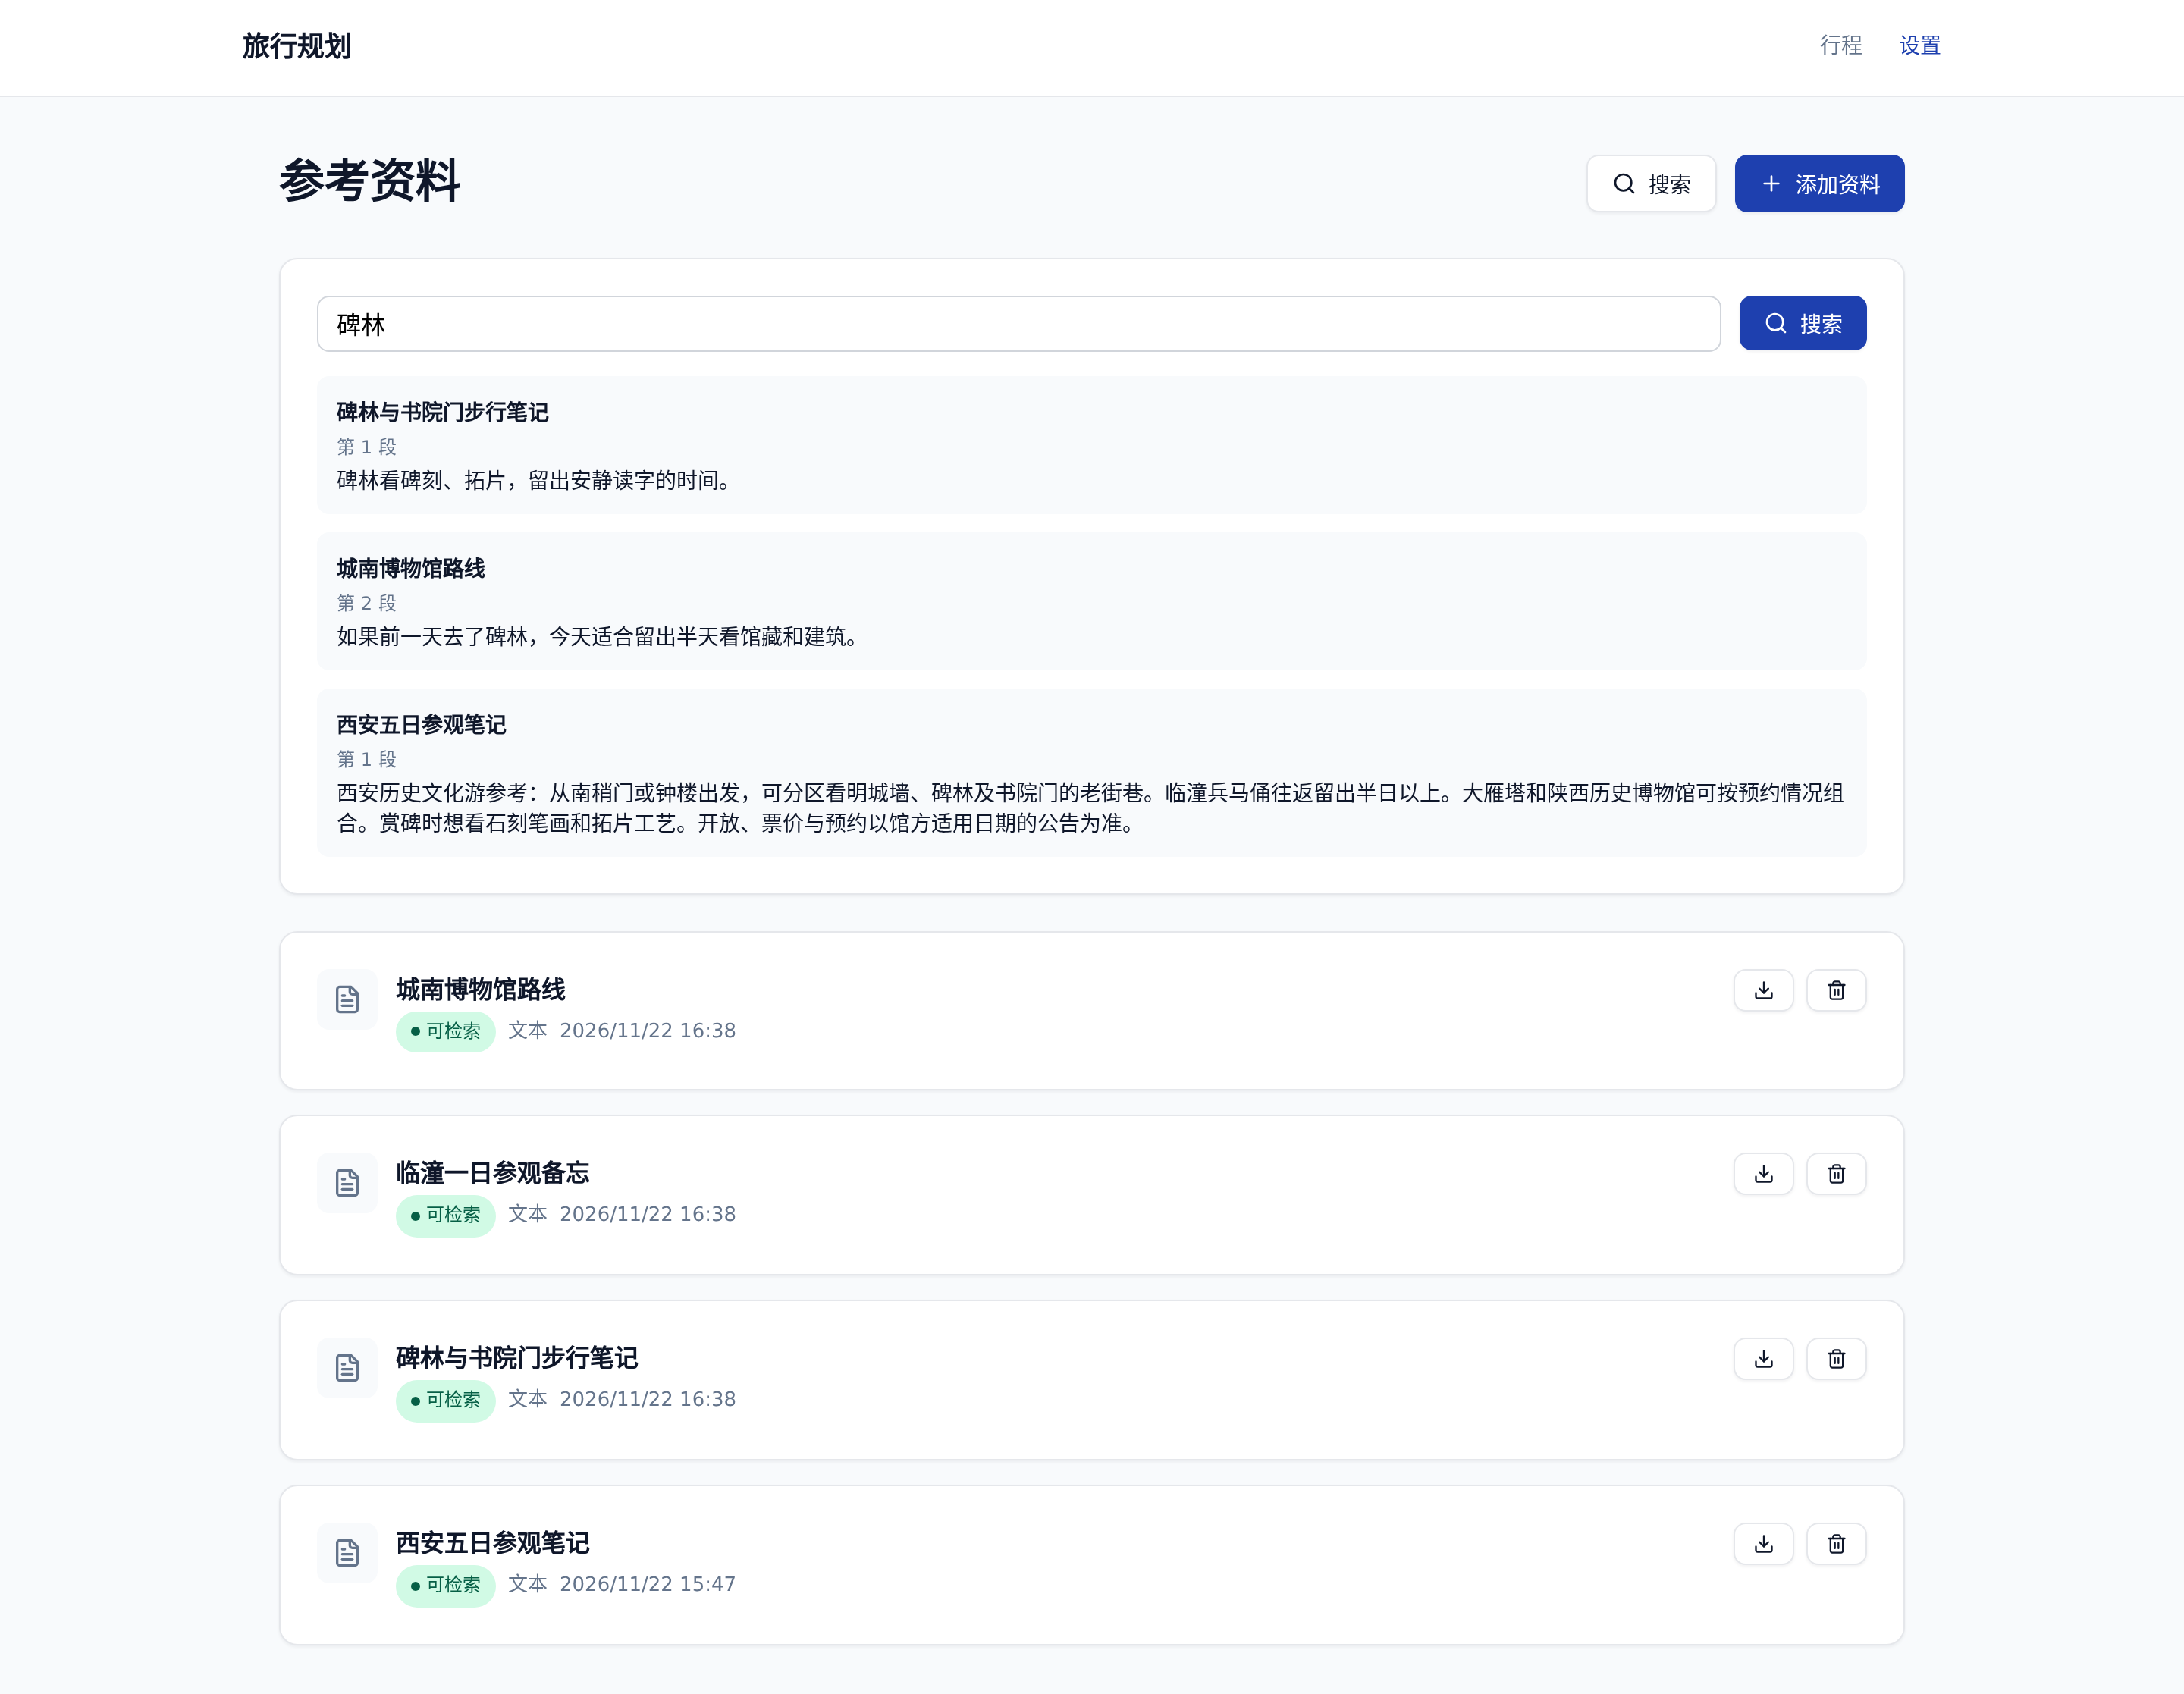 旅行规划
行程 设置
参考资料
搜索 添加资料
碑林
搜索
碑林与书院门步行笔记
第 1 段
碑林看碑刻、拓片，留出安静读字的时间。
城南博物馆路线
第 2 段
如果前一天去了碑林，今天适合留出半天看馆藏和建筑。
西安五日参观笔记
第 1 段
西安历史文化游参考：从南稍门或钟楼出发，可分区看明城墙、碑林及书院门的老街巷。临潼兵马俑往返留出半日以上。大雁塔和陕西历史博物馆可按预约情况组
合。赏碑时想看石刻笔画和拓片工艺。开放、票价与预约以馆方适用日期的公告为准。
城南博物馆路线
可检索 文本 2026/11/22 16:38
临潼一日参观备忘
可检索 文本 2026/11/22 16:38
碑林与书院门步行笔记
可检索 文本 2026/11/22 16:38
西安五日参观笔记
可检索 文本 2026/11/22 15:47